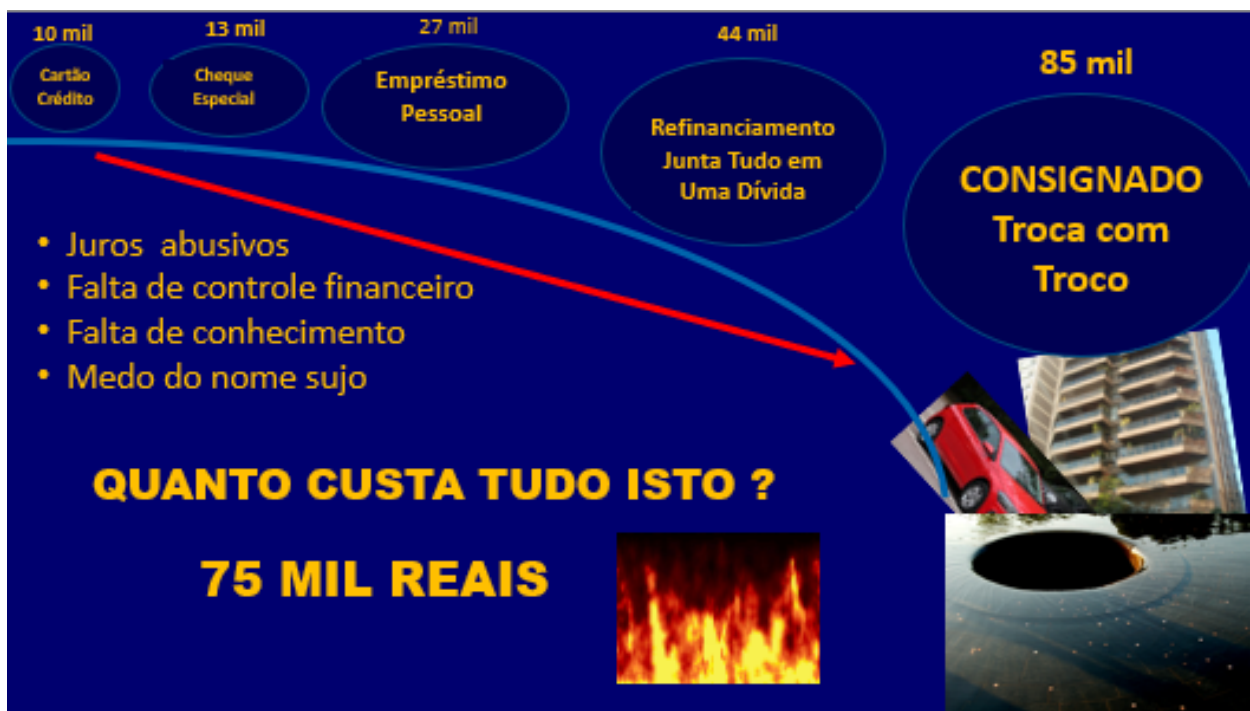 10 mil
13 mil
27 mil
44 mil
85 mil
Cartão
Crédito
Cheque
Especial
Empréstimo
Pessoal
Refinanciamento
Junta Tudo em
Uma Dívida
CONSIGNADO
Troca com
Troco
• Juros abusivos
• Falta de controle financeiro
• Falta de conhecimento
• Medo do nome sujo
QUANTO CUSTA TUDO ISTO ?
75 MIL REAIS